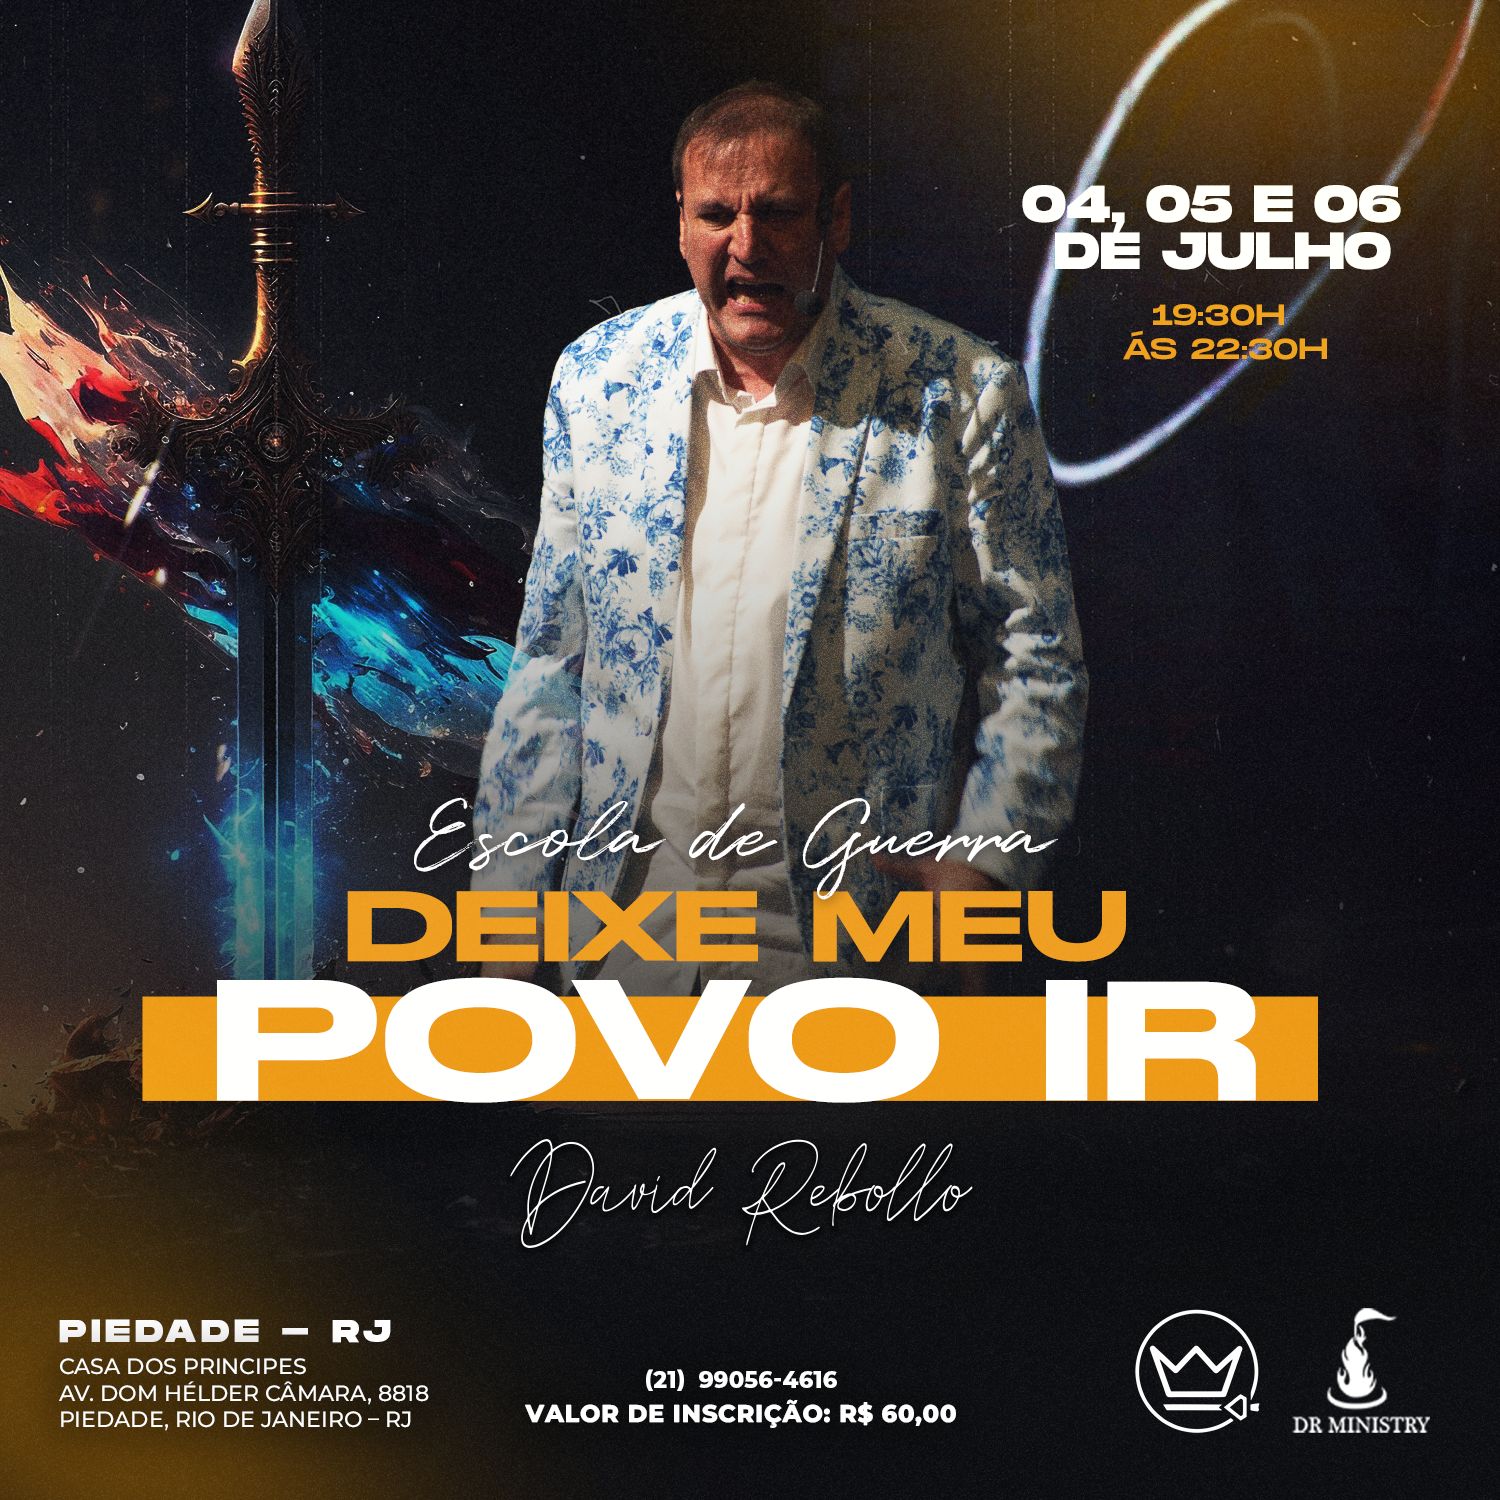 04, 05 E 06
DE JULHO
19:30H
ÁS 22:30H
Escola de Guerra
DEIXE MEU
POVO IR
David Rebollo
PIEDADE – RJ
CASA DOS PRINCIPES
AV. DOM HÉLDER CÂMARA, 8818
PIEDADE, RIO DE JANEIRO – RJ
(21) 99056-4616
VALOR DE INSCRIÇÃO: R$ 60,00
DR MINISTRY